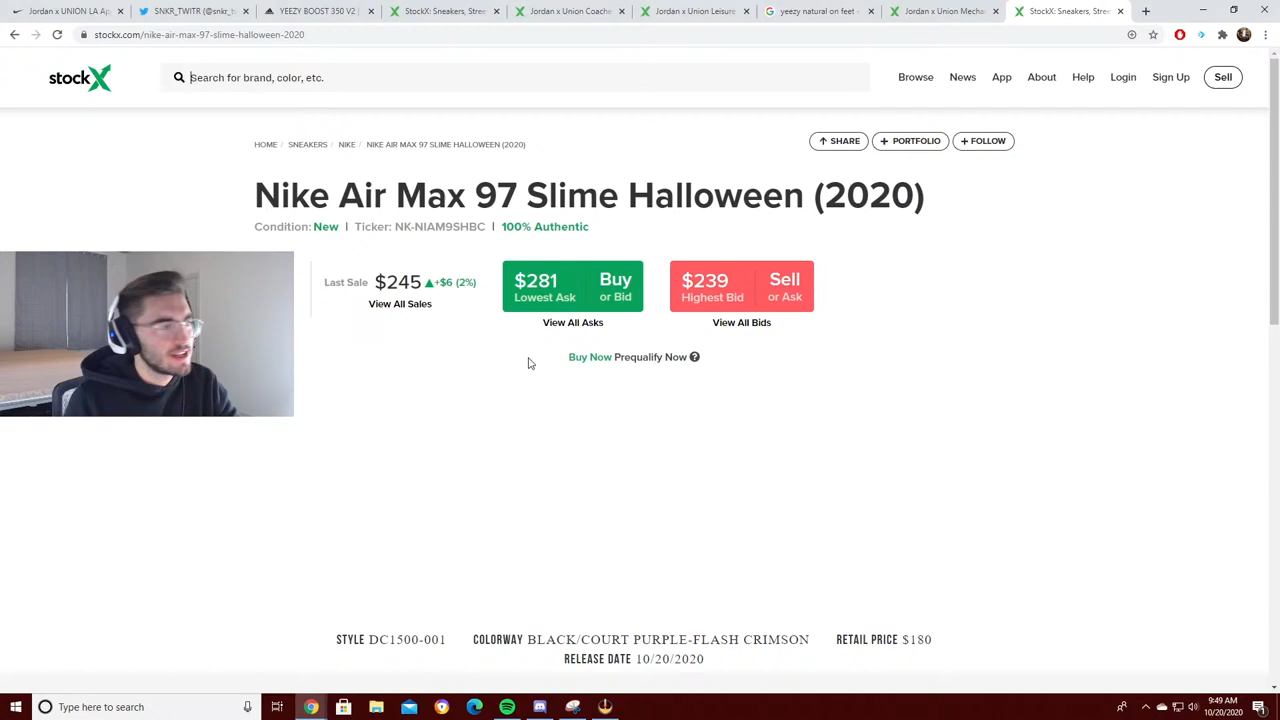 Jordan x UNION LA Ap
SNKR_TWITR (@snkr_t
YEEZY BOOST 350 V2 |
StockX: Sneakers, Stree
Jordan x Union Coache
Jordan x Union Leisure
yeezy natural on feet -
Jordan x Union Mecha
StockX: Sneakers, Stree
stockx.com/nike-air-max-97-slime-halloween-2020
stockX
Search for brand, color, etc.
Browse News App About Help Login Sign Up Sell
HOME / SNEAKERS / NIKE / NIKE AIR MAX 97 SLIME HALLOWEEN (2020)
SHARE + PORTFOLIO + FOLLOW
Nike Air Max 97 Slime Halloween (2020)
Condition: New | Ticker: NK-NIAM9SHBC | 100% Authentic
Last Sale $245 ▲+$6 (2%)
View All Sales
$281 Buy
Lowest Ask or Bid
View All Asks
$239 Sell
Highest Bid or Ask
View All Bids
Buy Now Prequalify Now ?
STYLE DC1500-001 COLORWAY BLACK/COURT PURPLE-FLASH CRIMSON RETAIL PRICE $180
RELEASE DATE 10/20/2020
Type here to search
9:49 AM
10/20/2020